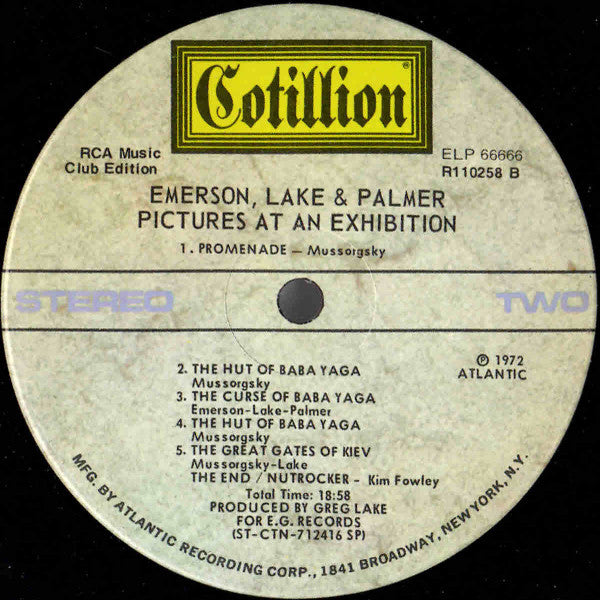 Cotillion®
RCA Music
Club Edition
ELP 66666
R110258 B
EMERSON, LAKE & PALMER
PICTURES AT AN EXHIBITION
1. PROMENADE — Mussorgsky
STEREO
TWO
2. THE HUT OF BABA YAGA
Mussorgsky
3. THE CURSE OF BABA YAGA
Emerson-Lake-Palmer
4. THE HUT OF BABA YAGA
Mussorgsky
5. THE GREAT GATES OF KIEV
Mussorgsky-Lake
THE END / NUTROCKER - Kim Fowley
Total Time: 18:58
PRODUCED BY GREG LAKE
FOR E.G. RECORDS
(ST-CTN-712416 SP)
℗ 1972
ATLANTIC
MFG. BY ATLANTIC RECORDING CORP., 1841 BROADWAY, NEW YORK, N.Y.